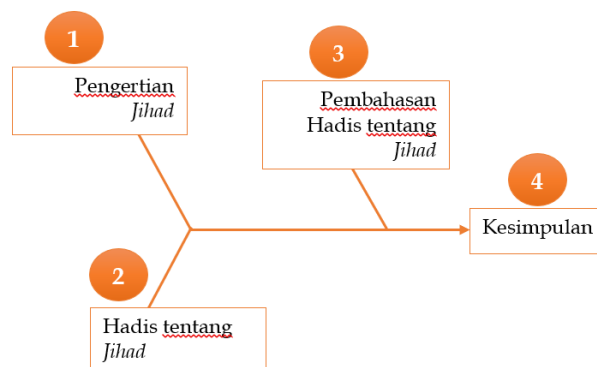 1
Pengertian
Jihad
3
Pembahasan
Hadis tentang
Jihad
4
Kesimpulan
2
Hadis tentang
Jihad